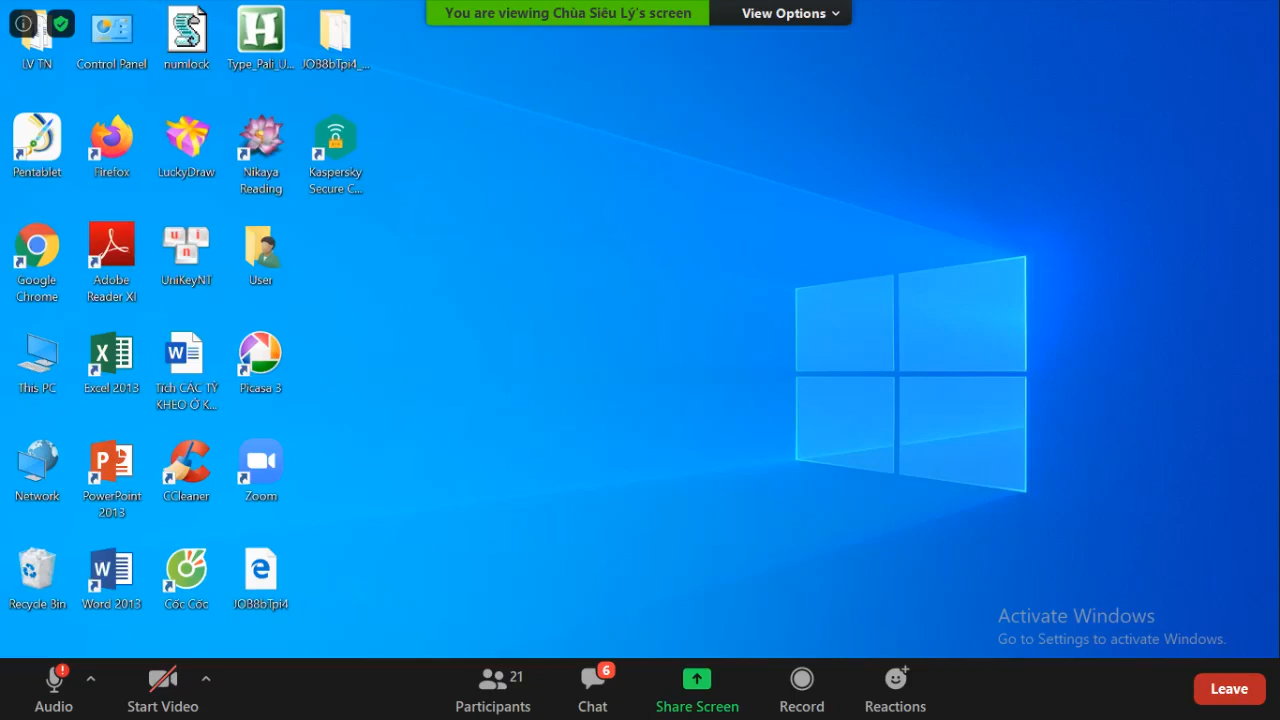 You are viewing Chùa Siêu Lý's screen
View Options
LV TN
Control Panel
numlock
Type_Pali_U...
JOB8bTpi4_...
Pentablet
Firefox
LuckyDraw
Nikaya
Reading
Kaspersky
Secure C...
Google
Chrome
Adobe
Reader XI
UniKeyNT
User
This PC
Excel 2013
Tích CÁC TỲ
KHEO Ở K...
Picasa 3
Network
PowerPoint
2013
CCleaner
Zoom
Recycle Bin
Word 2013
Cốc Cốc
JOB8bTpi4
Activate Windows
Go to Settings to activate Windows.
Audio
Start Video
21
Participants
6
Chat
Share Screen
Record
Reactions
Leave